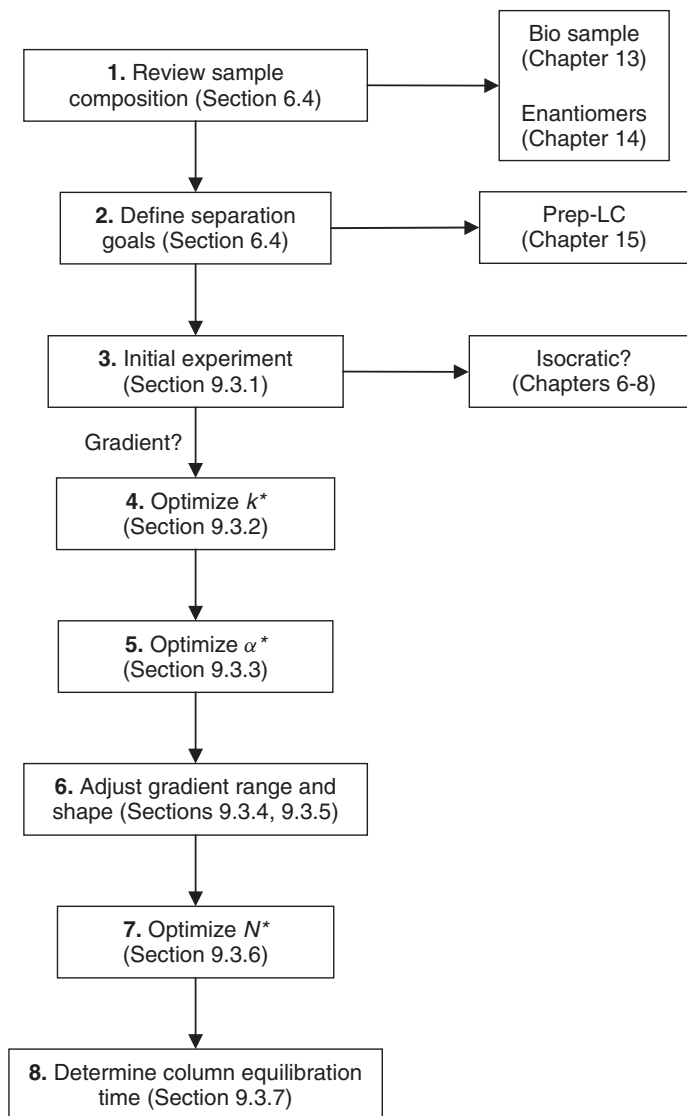 1. Review sample
composition (Section 6.4)
Bio sample
(Chapter 13)
Enantiomers
(Chapter 14)
2. Define separation
goals (Section 6.4)
Prep-LC
(Chapter 15)
3. Initial experiment
(Section 9.3.1)
Isocratic?
(Chapters 6-8)
Gradient?
4. Optimize k*
(Section 9.3.2)
5. Optimize α*
(Section 9.3.3)
6. Adjust gradient range and
shape (Sections 9.3.4, 9.3.5)
7. Optimize N*
(Section 9.3.6)
8. Determine column equilibration
time (Section 9.3.7)